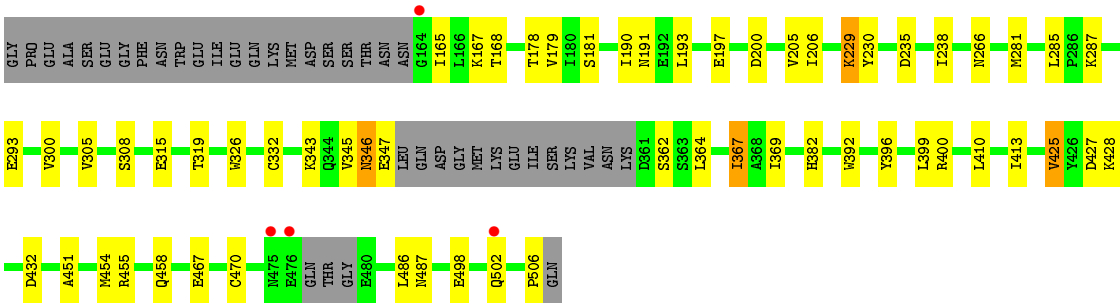 GLY PRO GLU ALA SER GLU GLY PHE ASN TRP GLU ILE GLU GLN LYS MET ASP SER SER THR ASN ASN G164 I165 L166 K167 T168 T178 V179 I180 S181 I190 N191 E192 L193 E197 D200 V205 I206 K229 Y230 D235 I238 N266 M281 L285 P286 K287
E293 V300 V305 S308 E315 T319 W326 C332 K343 Q344 V345 N346 E347 LEU GLN ASP GLY MET LYS GLU ILE SER LYS VAL ASN LYS D361 S362 S363 L364 I367 A368 I369 H382 W392 Y396 L399 R400 L410 I413 V425 Y426 D427 K428
D432 A451 M454 R455 Q458 E467 C470 N475 E476 GLN THR GLY E480 L486 N487 E498 Q502 P506 GLN